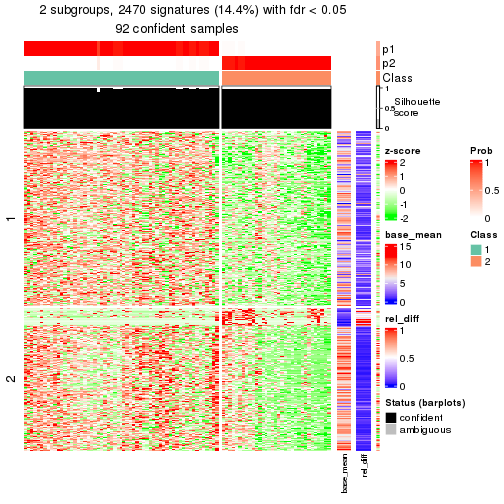 2 subgroups, 2470 signatures (14.4%) with fdr < 0.05
92 confident samples
p1
p2
Class
1
0.5
0
Silhouette
score
1
2
z-score
2
1
0
-1
-2
base_mean
15
10
5
0
rel_diff
1
0.5
0
Status (barplots)
confident
ambiguous
Prob
1
0.5
0
Class
1
2
base_mean
rel_diff